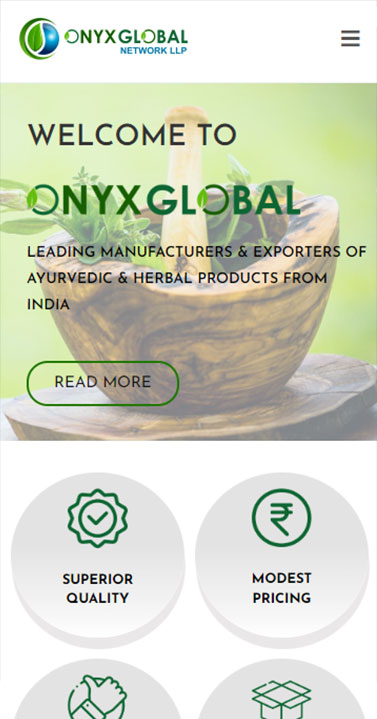 ONYXGLOBAL
NETWORK LLP
WELCOME TO
ONYXGLOBAL
LEADING MANUFACTURERS & EXPORTERS OF
AYURVEDIC & HERBAL PRODUCTS FROM
INDIA
READ MORE
SUPERIOR
QUALITY
MODEST
PRICING